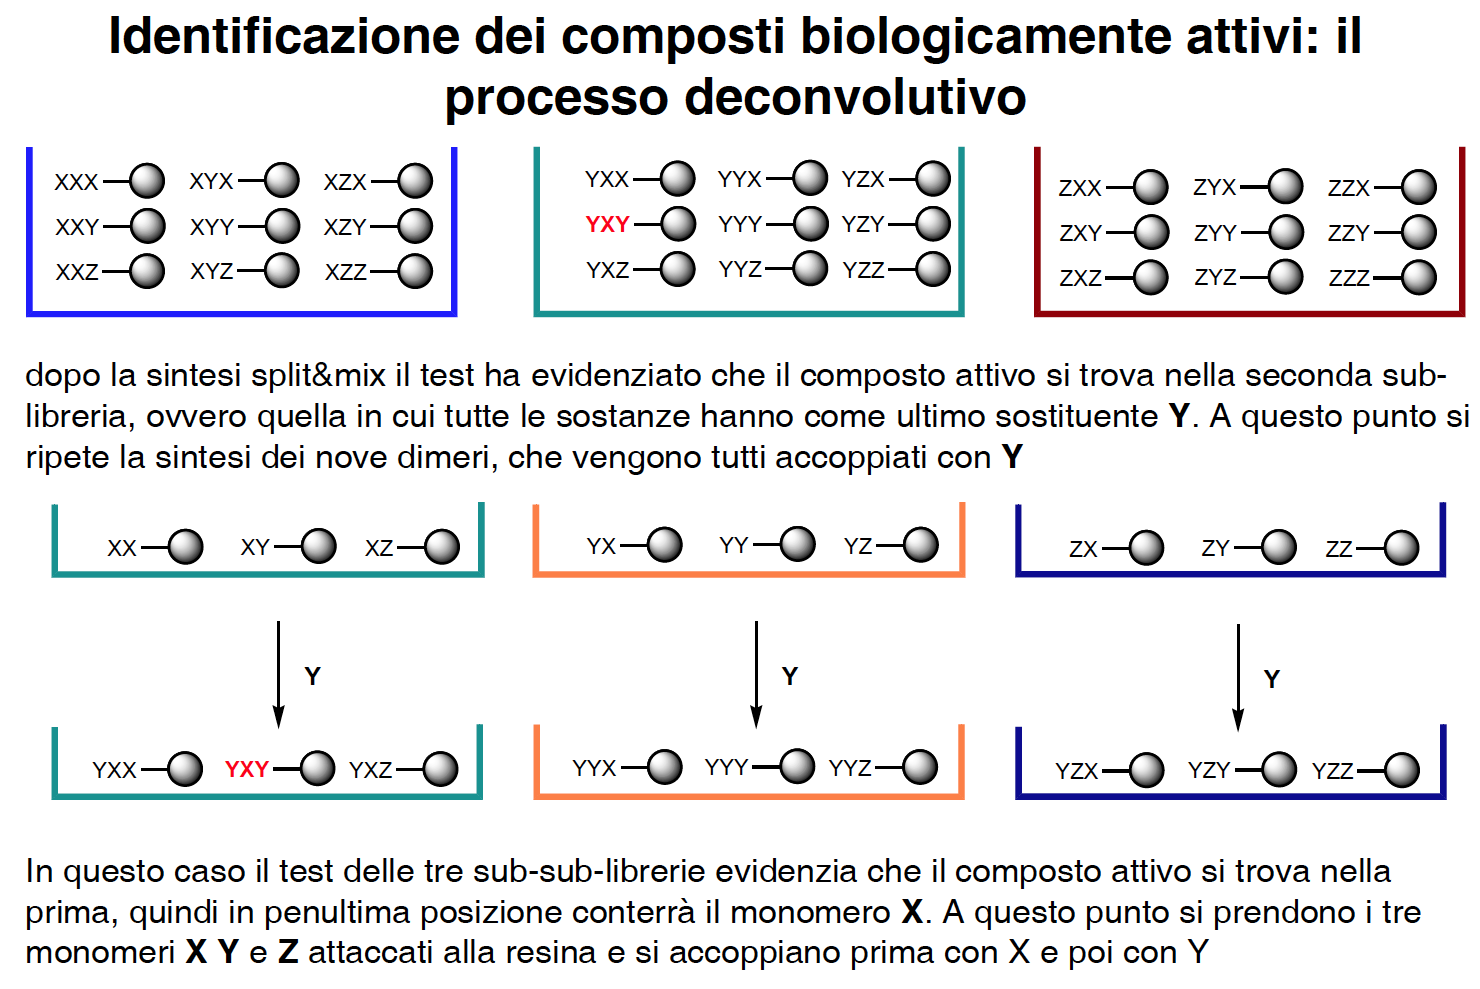 Identificazione dei composti biologicamente attivi: il
processo deconvolutivo
XXX XYX XZX YXX YYX YZX ZXX ZYX ZZX
XXY XYY XZY YXY YYY YZY ZXY ZYY ZZY
XXZ XYZ XZZ YXZ YYZ YZZ ZXZ ZYZ ZZZ
dopo la sintesi split&mix il test ha evidenziato che il composto attivo si trova nella seconda sub-
libreria, ovvero quella in cui tutte le sostanze hanno come ultimo sostituente Y. A questo punto si
ripete la sintesi dei nove dimeri, che vengono tutti accoppiati con Y
XX XY XZ YX YY YZ ZX ZY ZZ
Y Y Y
YXX YXY YXZ YYX YYY YYZ YZX YZY YZZ
In questo caso il test delle tre sub-sub-librerie evidenzia che il composto attivo si trova nella
prima, quindi in penultima posizione conterrà il monomero X. A questo punto si prendono i tre
monomeri X Y e Z attaccati alla resina e si accoppiano prima con X e poi con Y